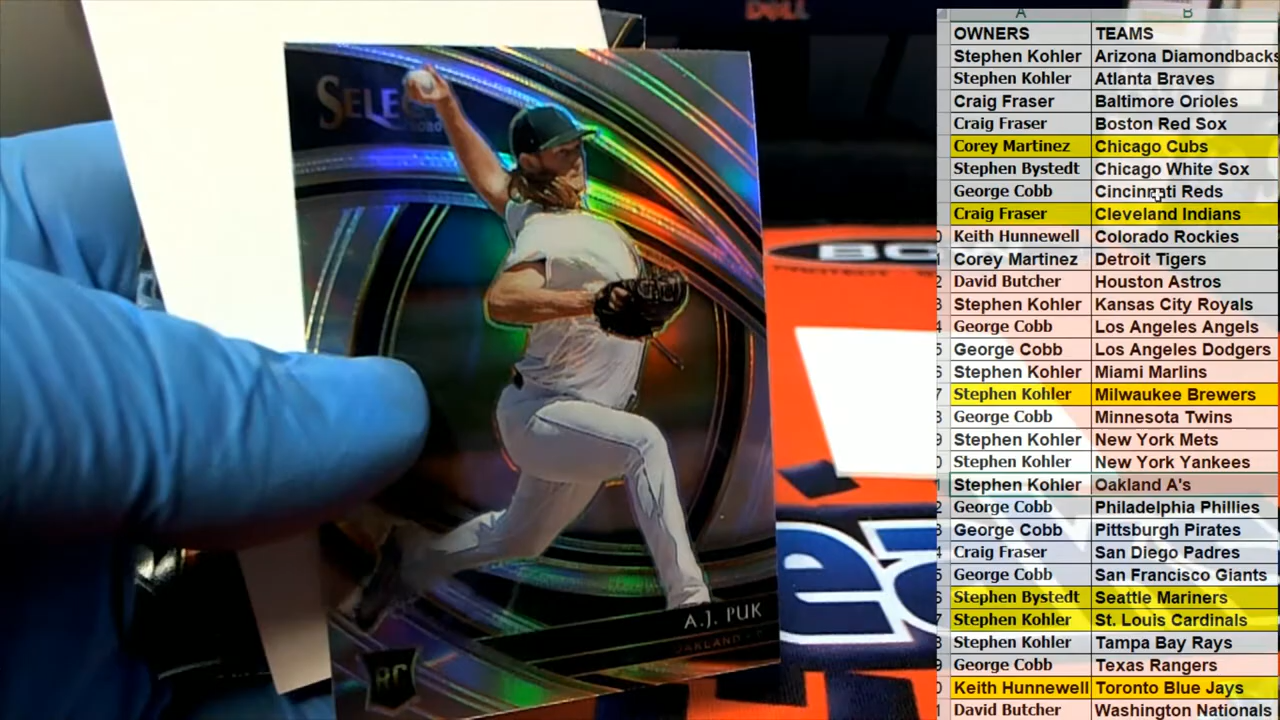 DELL
SELECT
2020
A.J. PUK
OAKLAND
RC
A B
OWNERS TEAMS
Stephen Kohler Arizona Diamondbacks
Stephen Kohler Atlanta Braves
Craig Fraser Baltimore Orioles
Craig Fraser Boston Red Sox
Corey Martinez Chicago Cubs
Stephen Bystedt Chicago White Sox
George Cobb Cincinnati Reds
Craig Fraser Cleveland Indians
Keith Hunnewell Colorado Rockies
Corey Martinez Detroit Tigers
David Butcher Houston Astros
Stephen Kohler Kansas City Royals
George Cobb Los Angeles Angels
George Cobb Los Angeles Dodgers
Stephen Kohler Miami Marlins
Stephen Kohler Milwaukee Brewers
George Cobb Minnesota Twins
Stephen Kohler New York Mets
Stephen Kohler New York Yankees
Stephen Kohler Oakland A's
George Cobb Philadelphia Phillies
George Cobb Pittsburgh Pirates
Craig Fraser San Diego Padres
George Cobb San Francisco Giants
Stephen Bystedt Seattle Mariners
Stephen Kohler St. Louis Cardinals
Stephen Kohler Tampa Bay Rays
George Cobb Texas Rangers
Keith Hunnewell Toronto Blue Jays
David Butcher Washington Nationals